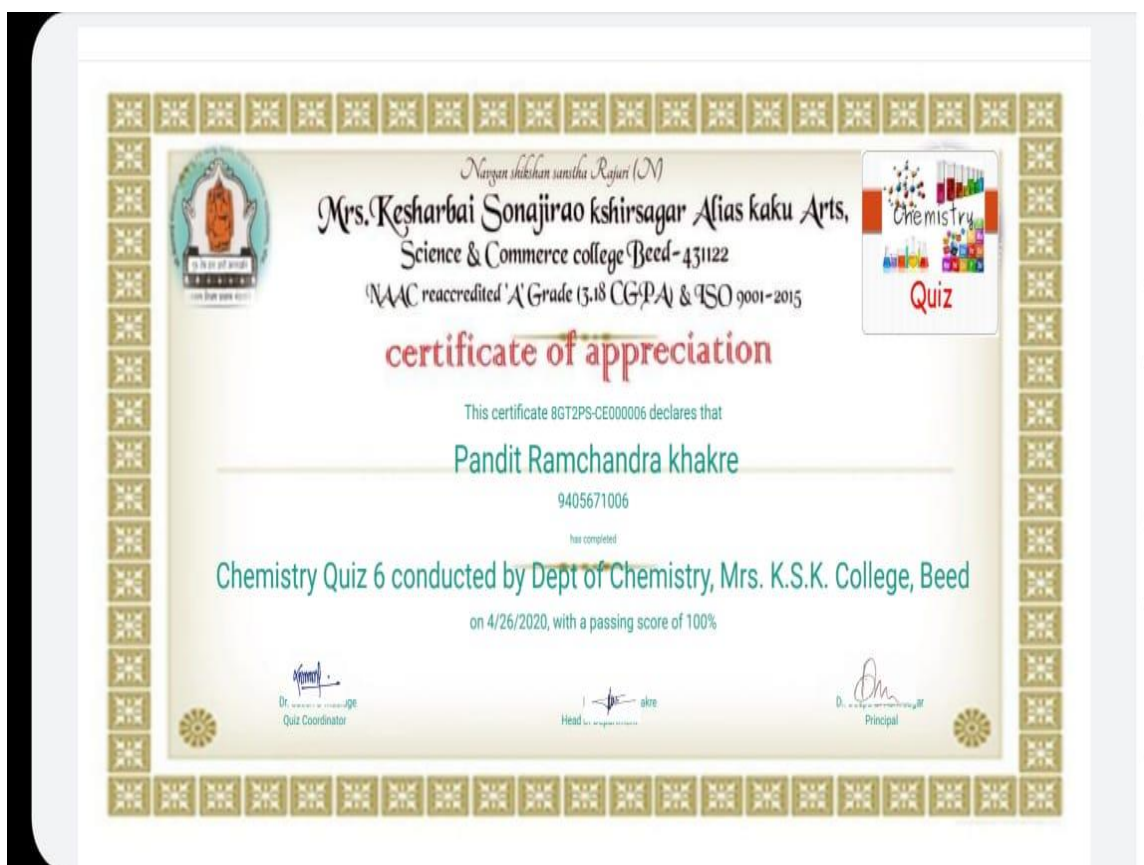 Navgan shikshan sanstha Rajuri (N)
Mrs.Kesharbai Sonajirao kshirsagar Alias kaku Arts,
Science & Commerce college Beed-431122
NAAC reaccredited 'A' Grade (3.18 CGPA) & ISO 9001-2015
Chemistry
Quiz
certificate of appreciation
This certificate 8GT2PS-CE000006 declares that
Pandit Ramchandra khakre
9405671006
has completed
Chemistry Quiz 6 conducted by Dept of Chemistry, Mrs. K.S.K. College, Beed
on 4/26/2020, with a passing score of 100%
Dr.
Quiz Coordinator
Head
Principal